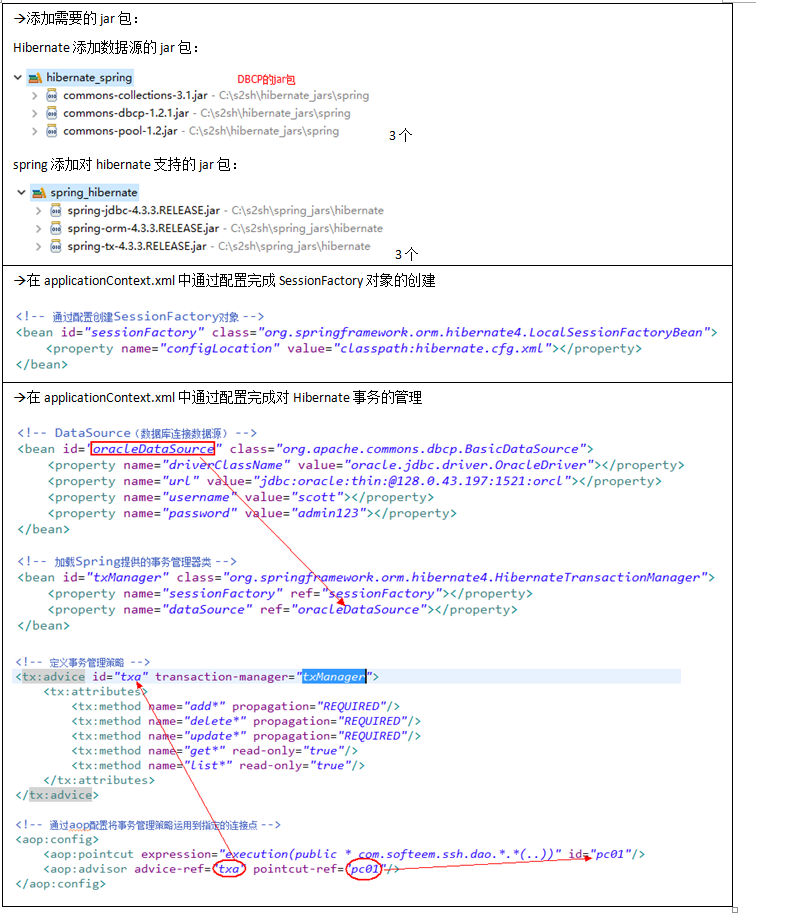 →添加需要的 jar 包：
Hibernate 添加数据源的 jar 包：
hibernate_spring
DBCP的jar包
commons-collections-3.1.jar - C:\s2sh\hibernate_jars\spring
commons-dbcp-1.2.1.jar - C:\s2sh\hibernate_jars\spring
commons-pool-1.2.jar - C:\s2sh\hibernate_jars\spring
3 个
spring 添加对 hibernate 支持的 jar 包：
spring_hibernate
spring-jdbc-4.3.3.RELEASE.jar - C:\s2sh\spring_jars\hibernate
spring-orm-4.3.3.RELEASE.jar - C:\s2sh\spring_jars\hibernate
spring-tx-4.3.3.RELEASE.jar - C:\s2sh\spring_jars\hibernate
3 个
→在 applicationContext.xml 中通过配置完成 SessionFactory 对象的创建
<!-- 通过配置创建SessionFactory对象 -->
<bean id="sessionFactory" class="org.springframework.orm.hibernate4.LocalSessionFactoryBean">
<property name="configLocation" value="classpath:hibernate.cfg.xml"></property>
</bean>
→在 applicationContext.xml 中通过配置完成对 Hibernate 事务的管理
<!-- DataSource（数据库连接数据源）-->
<bean id="oracleDataSource" class="org.apache.commons.dbcp.BasicDataSource">
<property name="driverClassName" value="oracle.jdbc.driver.OracleDriver"></property>
<property name="url" value="jdbc:oracle:thin:@128.0.43.197:1521:orcl"></property>
<property name="username" value="scott"></property>
<property name="password" value="admin123"></property>
</bean>
<!-- 加载Spring提供的事务管理器类 -->
<bean id="txManager" class="org.springframework.orm.hibernate4.HibernateTransactionManager">
<property name="sessionFactory" ref="sessionFactory"></property>
<property name="dataSource" ref="oracleDataSource"></property>
</bean>
<!-- 定义事务管理策略 -->
<tx:advice id="txa" transaction-manager="txManager">
<tx:attributes>
<tx:method name="add*" propagation="REQUIRED"/>
<tx:method name="delete*" propagation="REQUIRED"/>
<tx:method name="update*" propagation="REQUIRED"/>
<tx:method name="get*" read-only="true"/>
<tx:method name="list*" read-only="true"/>
</tx:attributes>
</tx:advice>
<!-- 通过aop配置将事务管理策略运用到指定的连接点 -->
<aop:config>
<aop:pointcut expression="execution(public * com.softeem.ssh.dao.*.*(..))" id="pc01"/>
<aop:advisor advice-ref="txa" pointcut-ref="pc01"/>
</aop:config>